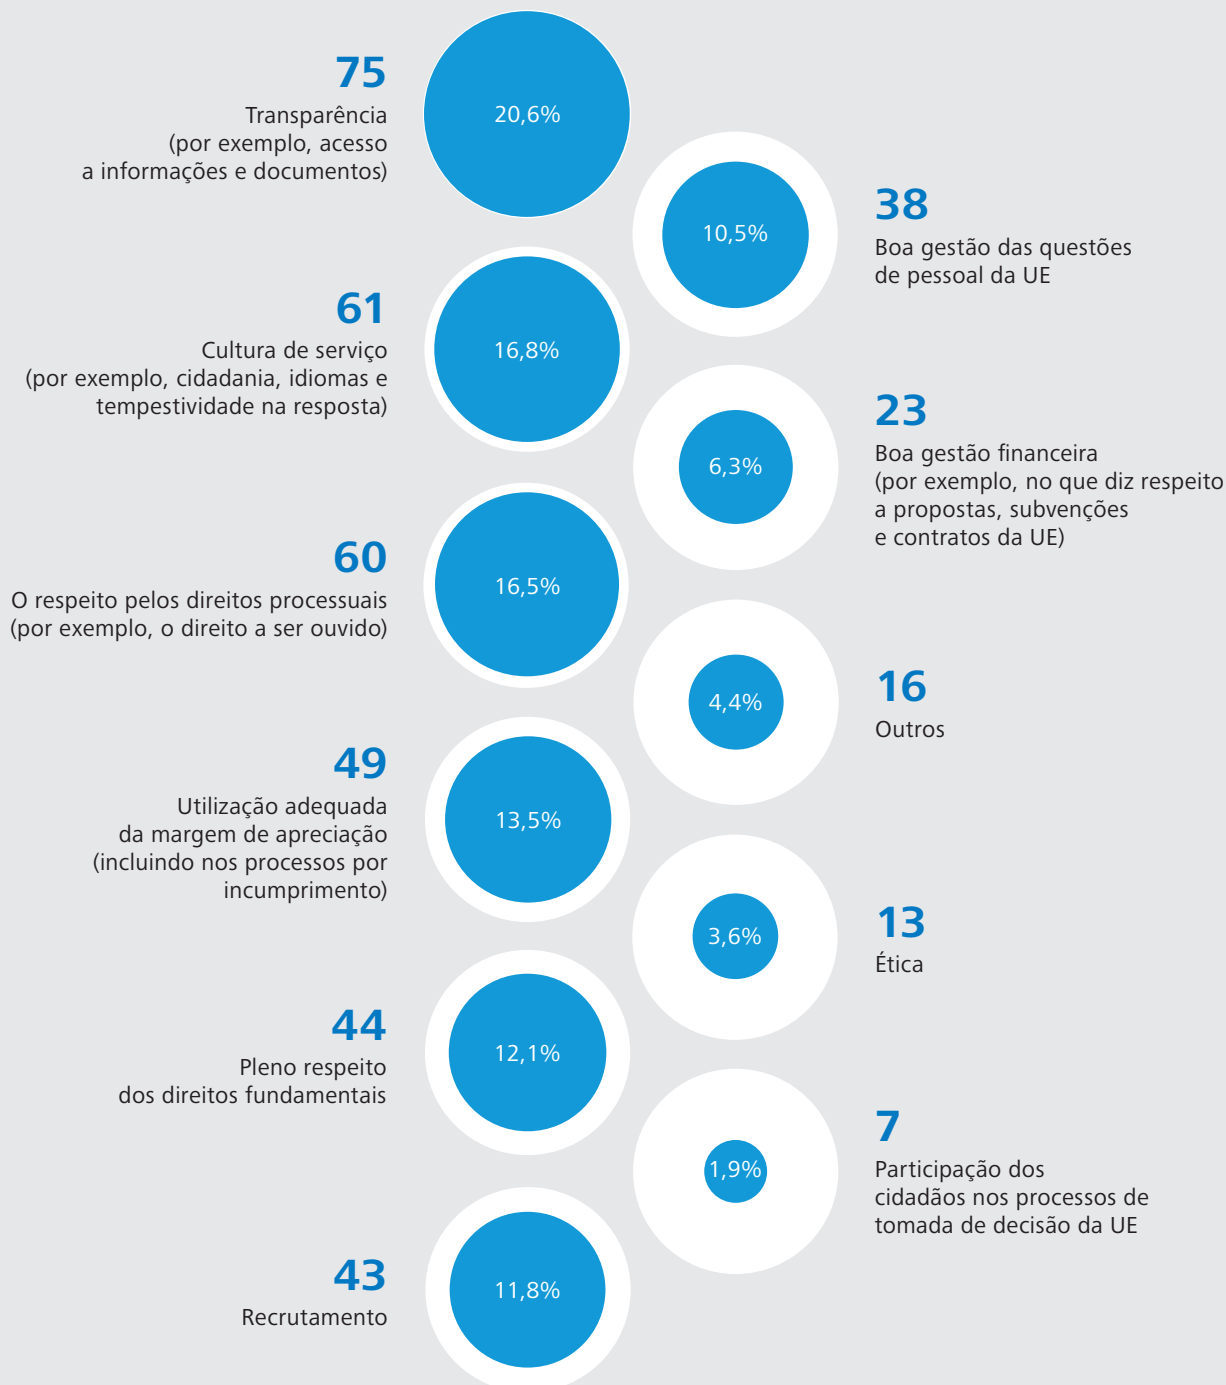 75
Transparência
(por exemplo, acesso
a informações e documentos)
20,6%
61
Cultura de serviço
(por exemplo, cidadania, idiomas e
tempestividade na resposta)
16,8%
60
O respeito pelos direitos processuais
(por exemplo, o direito a ser ouvido)
16,5%
49
Utilização adequada
da margem de apreciação
(incluindo nos processos por
incumprimento)
13,5%
44
Pleno respeito
dos direitos fundamentais
12,1%
43
Recrutamento
11,8%
10,5%
38
Boa gestão das questões
de pessoal da UE
6,3%
23
Boa gestão financeira
(por exemplo, no que diz respeito
a propostas, subvenções
e contratos da UE)
4,4%
16
Outros
3,6%
13
Ética
1,9%
7
Participação dos
cidadãos nos processos de
tomada de decisão da UE